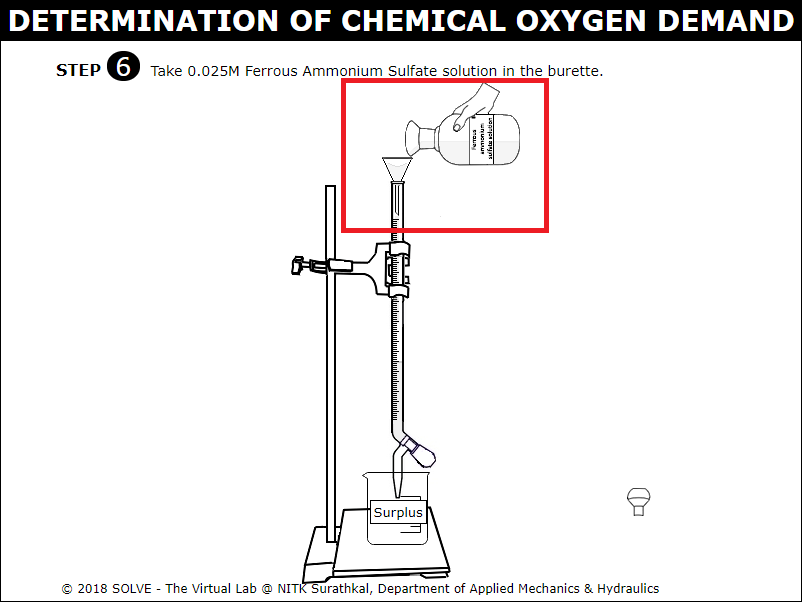 DETERMINATION OF CHEMICAL OXYGEN DEMAND
STEP 6 Take 0.025M Ferrous Ammonium Sulfate solution in the burette.
Ferrous
ammonium
sulfate solution
Surplus
© 2018 SOLVE - The Virtual Lab @ NITK Surathkal, Department of Applied Mechanics & Hydraulics